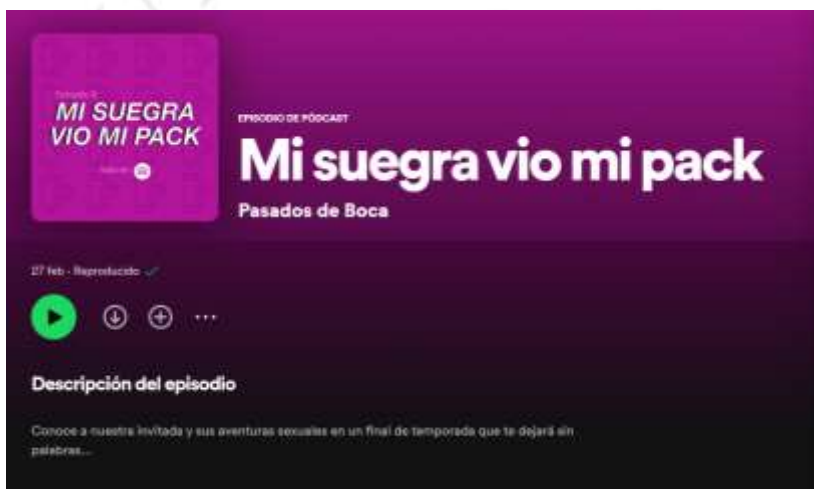 MI SUEGRA
VIO MI PACK
EPISODIO DE PÓDCAST
Mi suegra vio mi pack
Pasados de Boca
27 feb · Reproducido
Descripción del episodio
Conoce a nuestra invitada y sus aventuras sexuales en un final de temporada que te dejará sin
palabras...